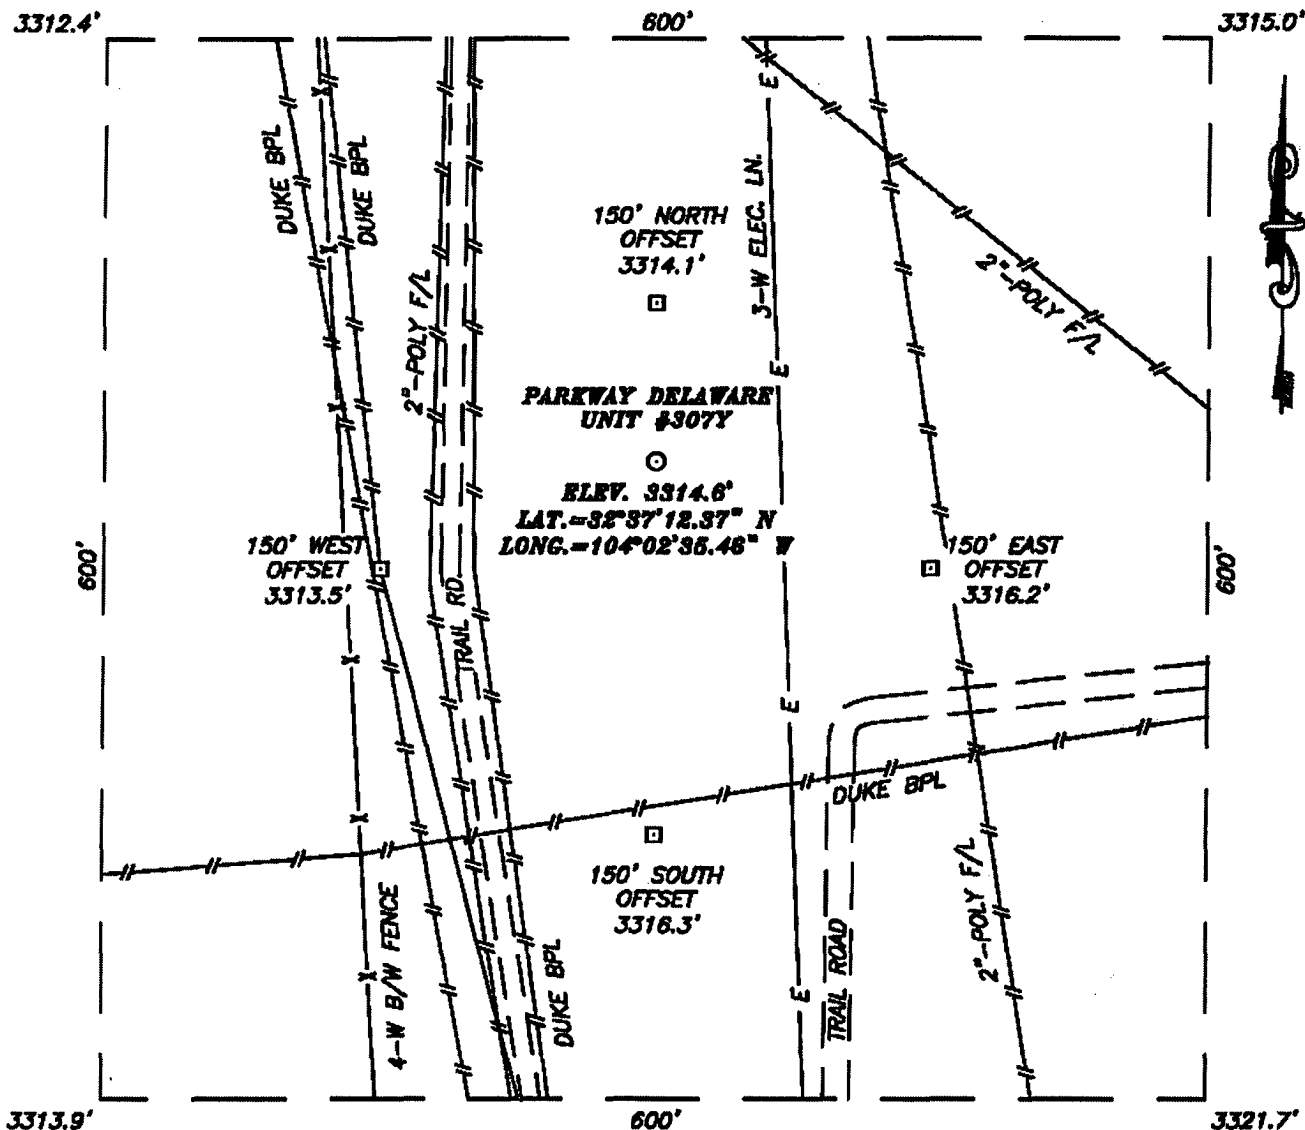 3312.4'
600'
3315.0'
DUKE BPL
DUKE BPL
2"-POLY F/L
150' NORTH
OFFSET
3314.1'
3-W ELEC. LN.
2"-POLY F/L
PARKWAY DELAWARE
UNIT #307Y
ELEV. 3314.6'
LAT.=32°37'12.37" N
LONG.=104°02'35.46" W
600'
150' WEST
OFFSET
3313.5'
TRAIL RD.
150' EAST
OFFSET
3316.2'
600'
DUKE BPL
150' SOUTH
OFFSET
3316.3'
4-W B/W FENCE
DUKE BPL
TRAIL ROAD
2"-POLY F/L
3313.9'
600'
3321.7'